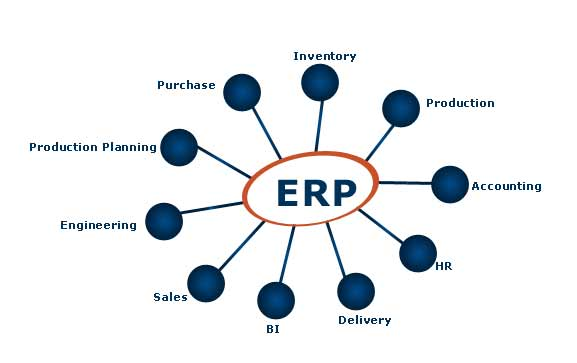 Inventory
Purchase
Production
Production Planning
ERP
Accounting
Engineering
HR
Sales
Delivery
BI